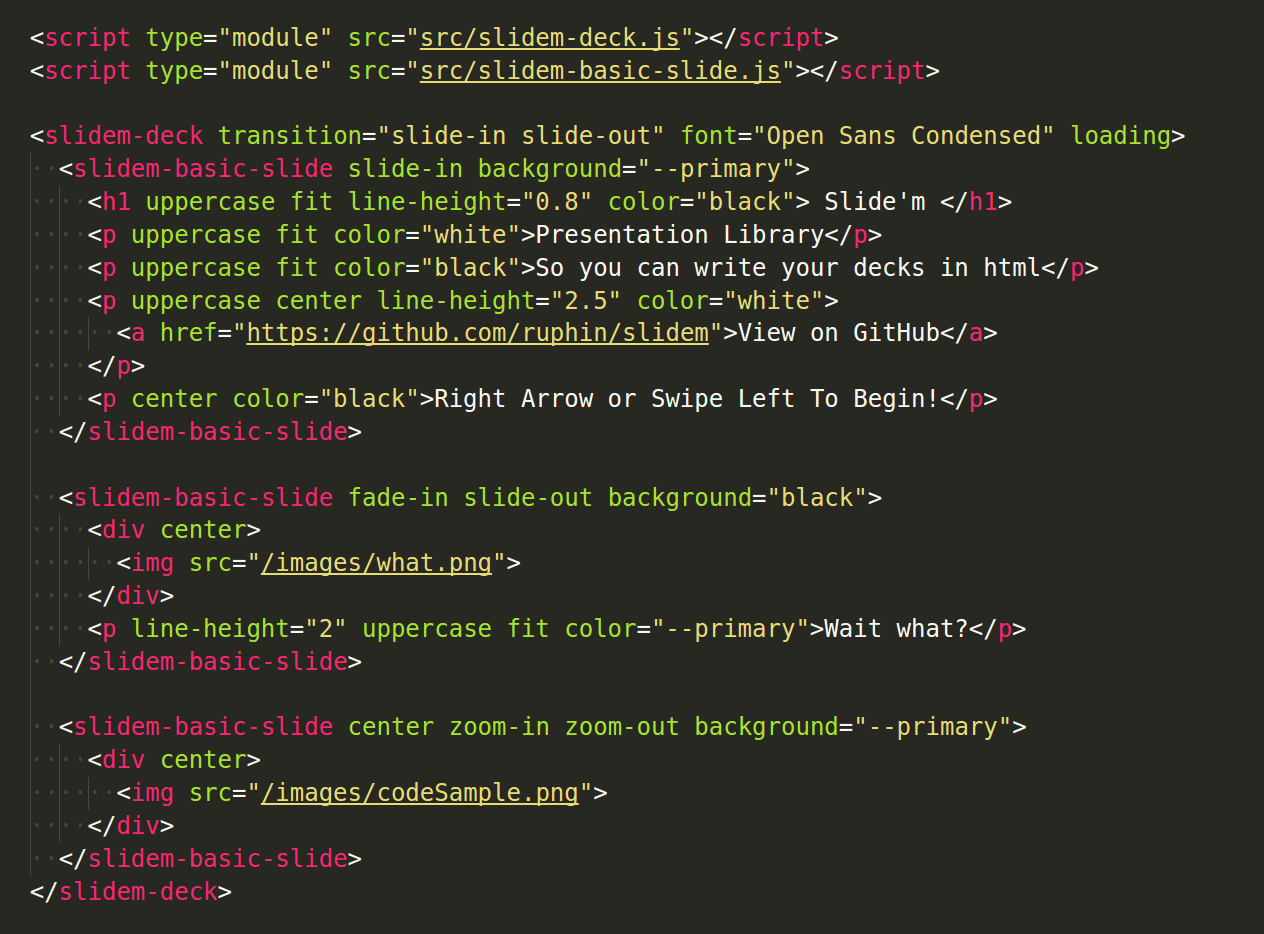 <script type="module" src="src/slidem-deck.js"></script>
<script type="module" src="src/slidem-basic-slide.js"></script>

<slidem-deck transition="slide-in slide-out" font="Open Sans Condensed" loading>
  <slidem-basic-slide slide-in background="--primary">
    <h1 uppercase fit line-height="0.8" color="black"> Slide'm </h1>
    <p uppercase fit color="white">Presentation Library</p>
    <p uppercase fit color="black">So you can write your decks in html</p>
    <p uppercase center line-height="2.5" color="white">
      <a href="https://github.com/ruphin/slidem">View on GitHub</a>
    </p>
    <p center color="black">Right Arrow or Swipe Left To Begin!</p>
  </slidem-basic-slide>

  <slidem-basic-slide fade-in slide-out background="black">
    <div center>
      <img src="/images/what.png">
    </div>
    <p line-height="2" uppercase fit color="--primary">Wait what?</p>
  </slidem-basic-slide>

  <slidem-basic-slide center zoom-in zoom-out background="--primary">
    <div center>
      <img src="/images/codeSample.png">
    </div>
  </slidem-basic-slide>
</slidem-deck>